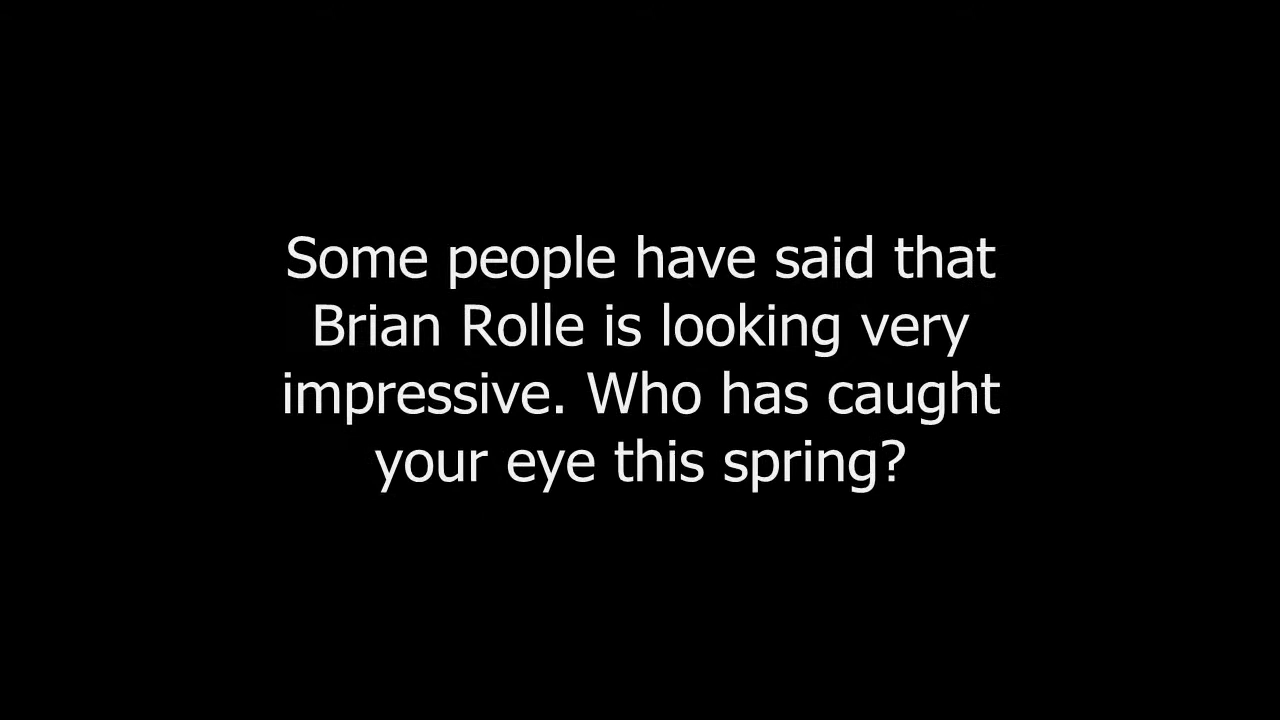 Some people have said that
Brian Rolle is looking very
impressive. Who has caught
your eye this spring?